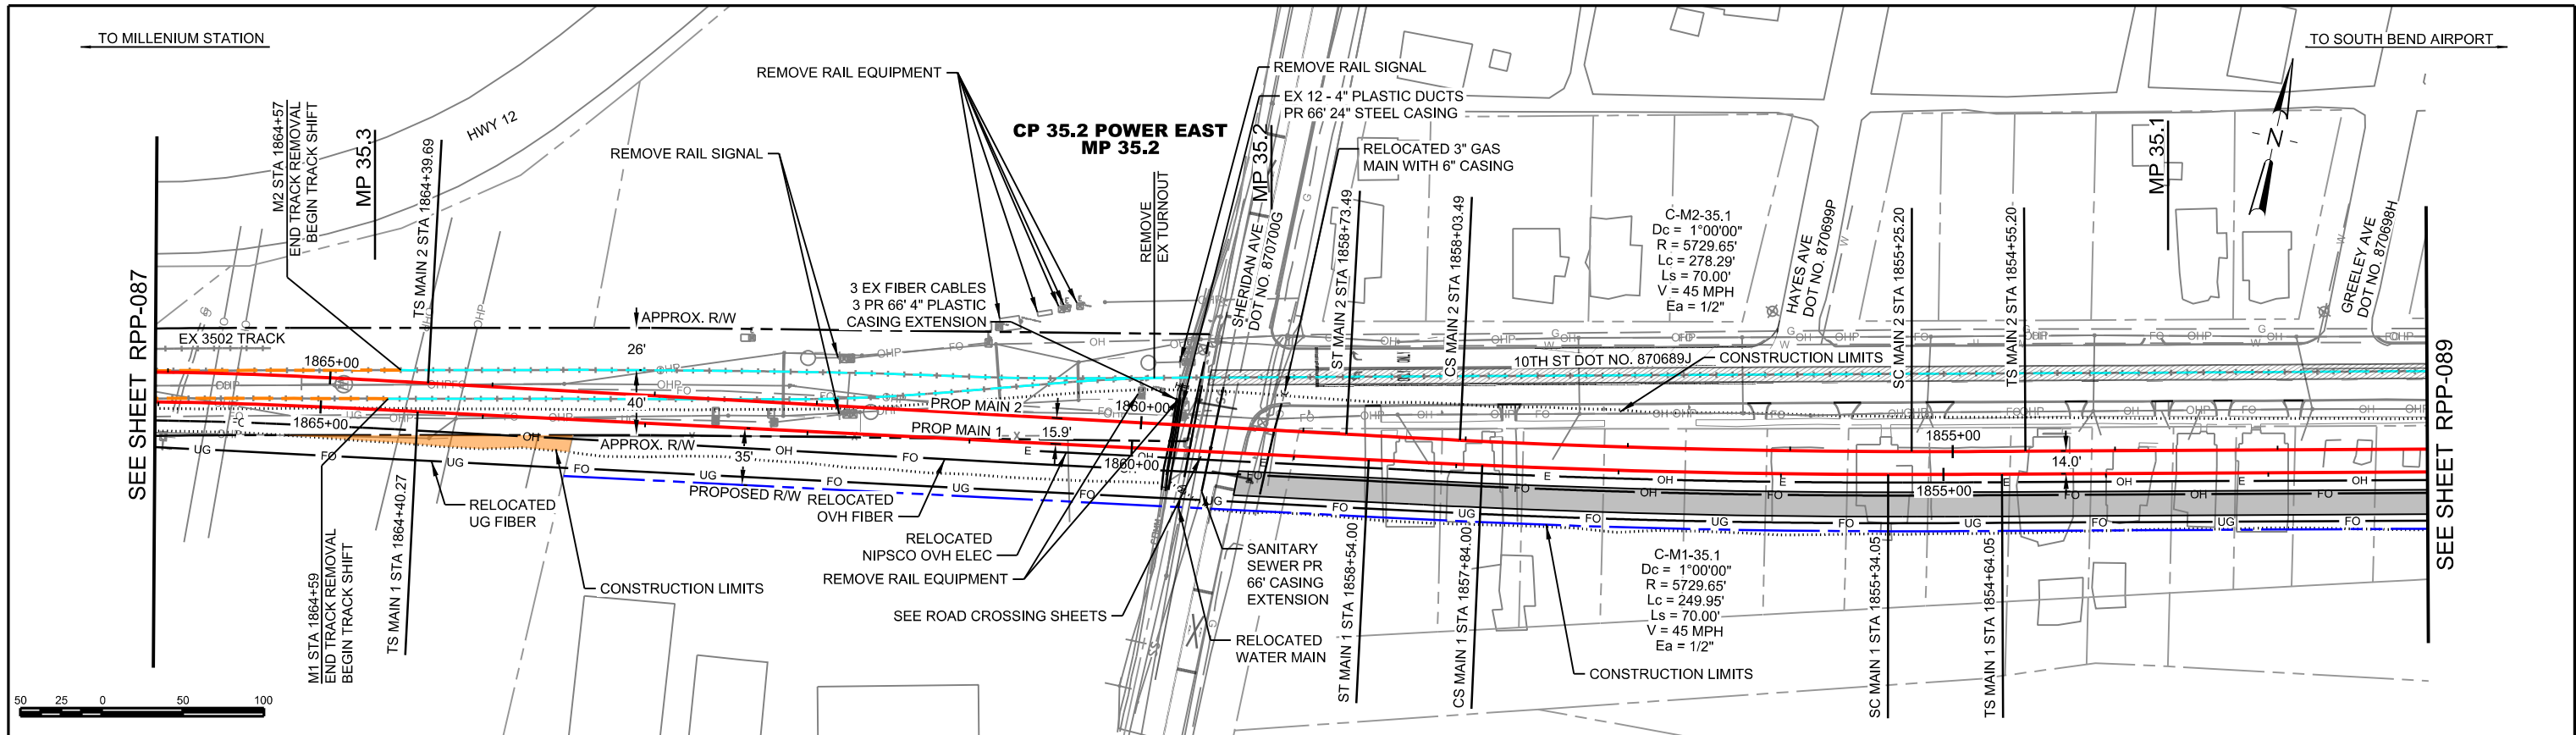 TO MILLENIUM STATION
TO SOUTH BEND AIRPORT
REMOVE RAIL EQUIPMENT
REMOVE RAIL SIGNAL
EX 12 - 4" PLASTIC DUCTS
PR 66' 24" STEEL CASING
CP 35.2 POWER EAST
MP 35.2
RELOCATED 3" GAS
MAIN WITH 6" CASING
REMOVE RAIL SIGNAL
HWY 12
M2 STA 1864+57
END TRACK REMOVAL
BEGIN TRACK SHIFT
MP 35.3
TS MAIN 2 STA 1864+39.69
REMOVE
EX TURNOUT
MP 35.2
SHERIDAN AVE
DOT NO. 870700G
ST MAIN 2 STA 1858+73.49
CS MAIN 2 STA 1858+03.49
C-M2-35.1
Dc = 1°00'00"
R = 5729.65'
Lc = 278.29'
Ls = 70.00'
V = 45 MPH
Ea = 1/2"
HAYES AVE
DOT NO. 870699P
SC MAIN 2 STA 1855+25.20
TS MAIN 2 STA 1854+55.20
MP 35.1
N
GREELEY AVE
DOT NO. 870698H
SEE SHEET RPP-087
SEE SHEET RPP-089
3 EX FIBER CABLES
3 PR 66' 4" PLASTIC
CASING EXTENSION
APPROX. R/W
EX 3502 TRACK
26'
1865+00
10TH ST DOT NO. 870689J
CONSTRUCTION LIMITS
40'
PROP MAIN 2
1860+00
1865+00
PROP MAIN 1
15.9'
1855+00
APPROX. R/W
35'
1860+00
14.0'
1855+00
PROPOSED R/W
RELOCATED
UG FIBER
RELOCATED
OVH FIBER
RELOCATED
NIPSCO OVH ELEC
REMOVE RAIL EQUIPMENT
CONSTRUCTION LIMITS
SEE ROAD CROSSING SHEETS
SANITARY
SEWER PR
66' CASING
EXTENSION
RELOCATED
WATER MAIN
M1 STA 1864+59
END TRACK REMOVAL
BEGIN TRACK SHIFT
TS MAIN 1 STA 1864+40.27
ST MAIN 1 STA 1858+54.00
CS MAIN 1 STA 1857+84.00
C-M1-35.1
Dc = 1°00'00"
R = 5729.65'
Lc = 249.95'
Ls = 70.00'
V = 45 MPH
Ea = 1/2"
CONSTRUCTION LIMITS
SC MAIN 1 STA 1855+34.05
TS MAIN 1 STA 1854+64.05
50 25 0 50 100